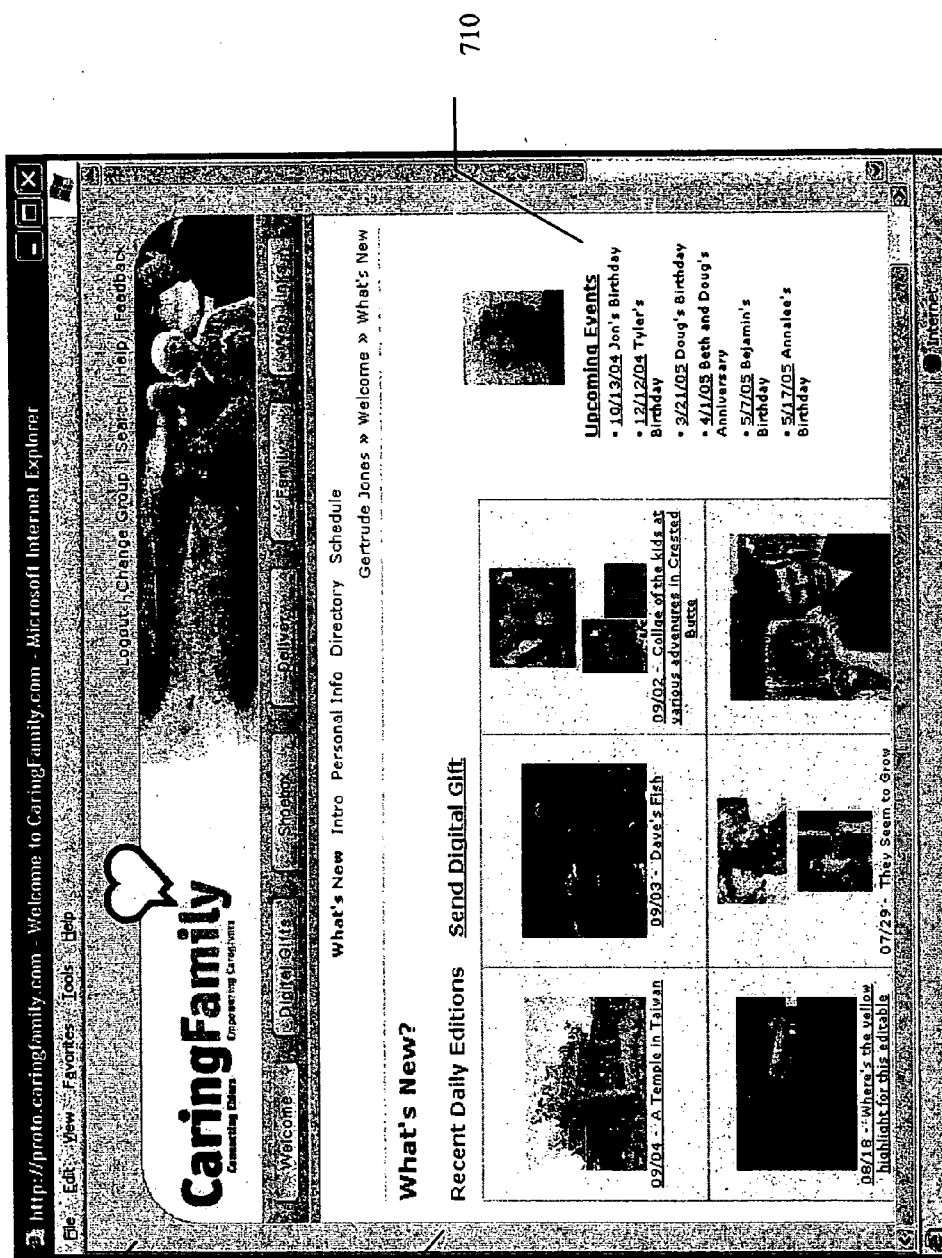 http://proto.caringfamily.com - Welcome to CaringFamily.com - Microsoft Internet Explorer
File Edit View Favorites Tools Help
Logout | Change Group | Search | Help | Feedback
CaringFamily
Connecting Elders Empowering Caregivers
Welcome Digital Gifts Shoebox Delivery Family
What's New Intro Personal Info Directory Schedule
Gertrude Jones » Welcome » What's New
What's New?
Recent Daily Editions Send Digital Gift
09/04 - A Temple in Taiwan
09/03 - Dave's Fish
09/02 - Collge of the kids at
various advenures in Crested
Butte
08/18 - Where's the yellow
highlight for this editable
07/29 - They Seem to Grow
Upcoming Events
• 10/13/04 Jon's Birthday
• 12/12/04 Tyler's
Birthday
• 3/21/05 Doug's Birthday
• 4/1/05 Beth and Doug's
Anniversary
• 5/7/05 Bejamin's
Birthday
• 5/17/05 Annalee's
Birthday
Internet
710